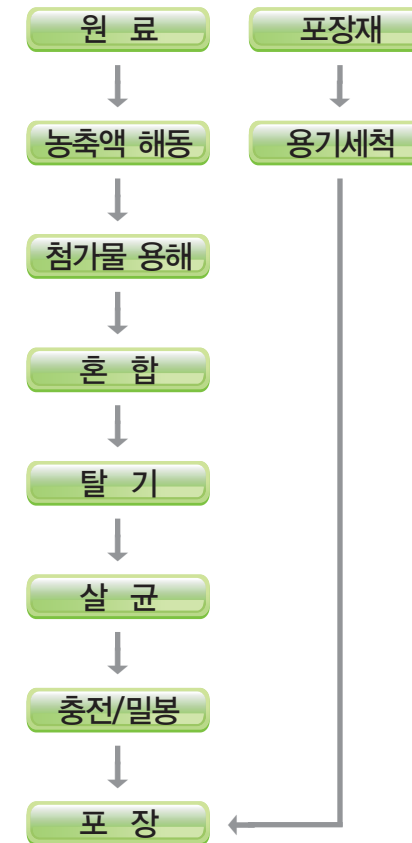 원 료
포장재
농축액 해동
용기세척
첨가물 용해
혼 합
탈 기
살 균
충전/밀봉
포 장